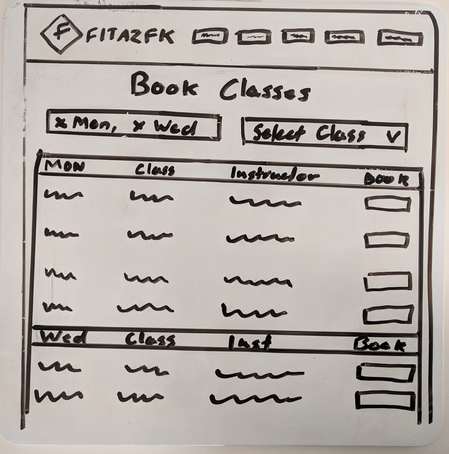 F FITAZFK
Book Classes
x Mon, x Wed Select Class V
MON Class Instructor Book
Wed Class Inst Book